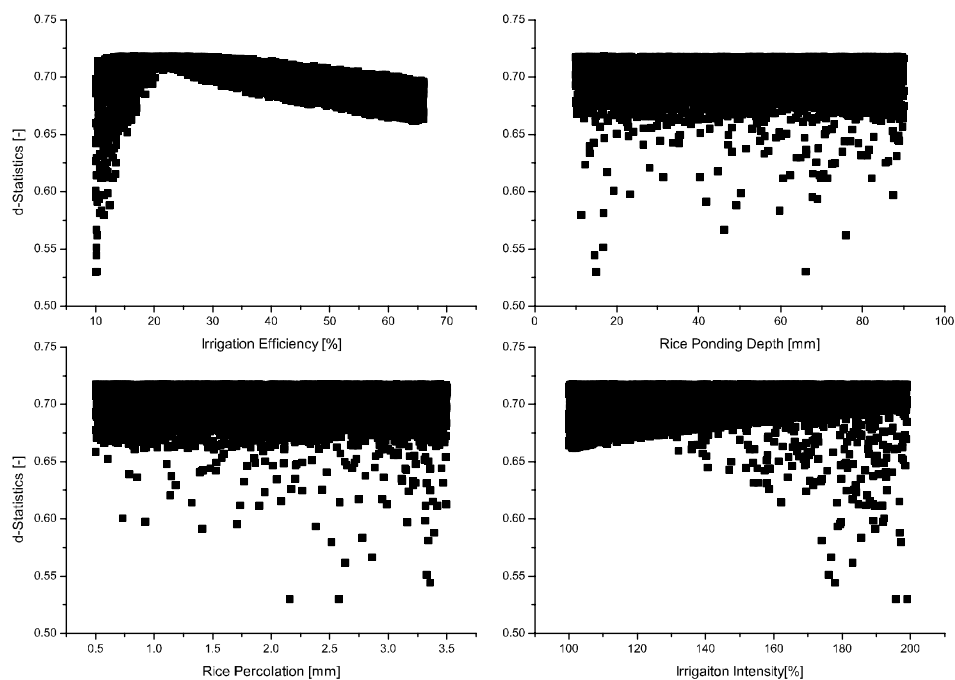 0.75
0.70
0.65
0.60
0.55
0.50
d-Statistics [-]
10 20 30 40 50 60 70
Irrigation Efficiency [%]
0.75
0.70
0.65
0.60
0.55
0.50
0 20 40 60 80 100
Rice Ponding Depth [mm]
0.75
0.70
0.65
0.60
0.55
0.50
d-Statistics [-]
0.5 1.0 1.5 2.0 2.5 3.0 3.5
Rice Percolation [mm]
0.75
0.70
0.65
0.60
0.55
0.50
100 120 140 160 180 200
Irrigaiton Intensity[%]